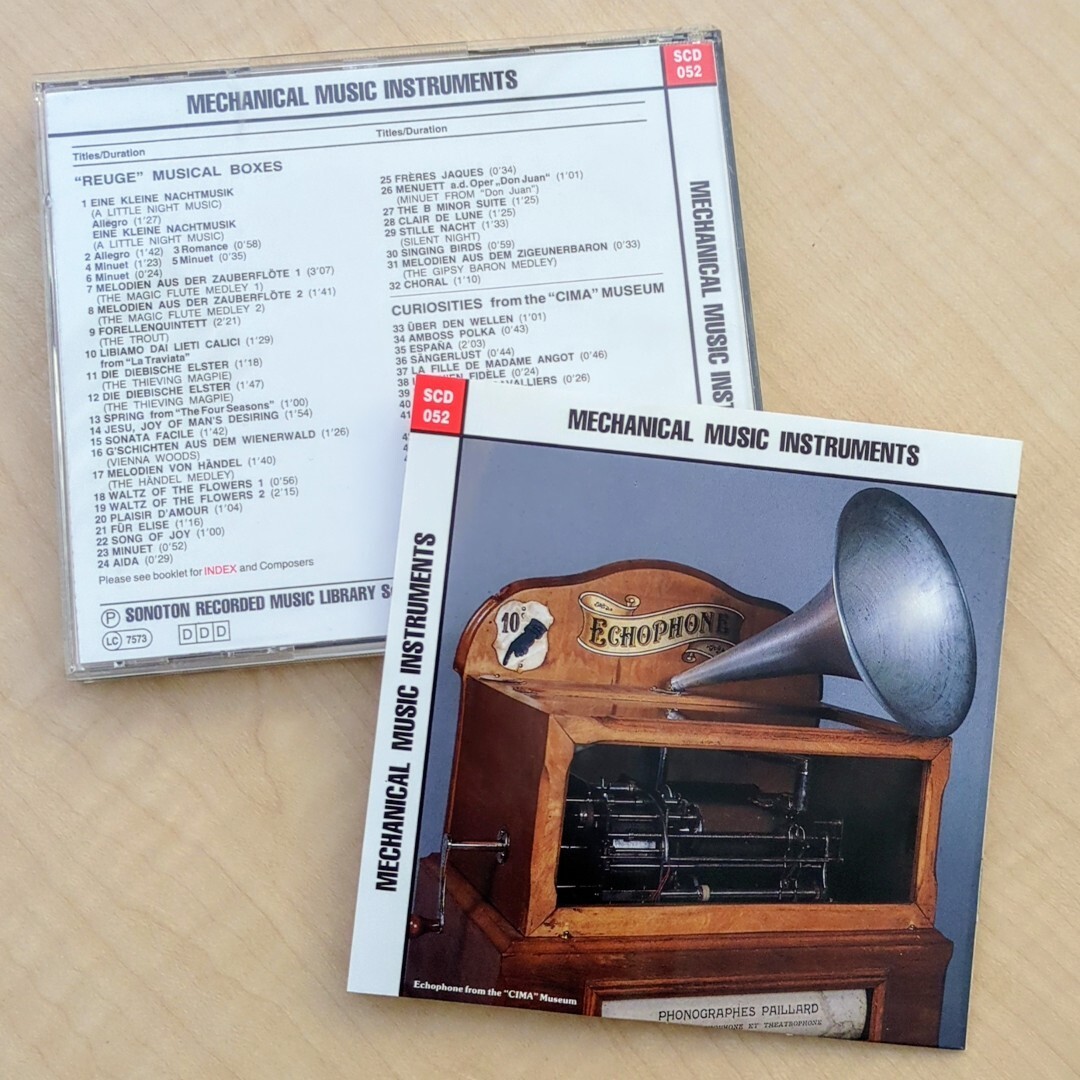 MECHANICAL MUSIC INSTRUMENTS
SCD
052
Titles/Duration
Titles/Duration
“REUGE” MUSICAL BOXES
1 EINE KLEINE NACHTMUSIK
(A LITTLE NIGHT MUSIC)
Allegro (1'27)
EINE KLEINE NACHTMUSIK
(A LITTLE NIGHT MUSIC)
2 Allegro (1'42) 3 Romance (0'58)
4 Minuet (1'23) 5 Minuet (0'35)
6 Minuet (0'24)
7 MELODIEN AUS DER ZAUBERFLÖTE 1 (3'07)
(THE MAGIC FLUTE MEDLEY 1)
8 MELODIEN AUS DER ZAUBERFLÖTE 2 (1'41)
(THE MAGIC FLUTE MEDLEY 2)
9 FORELLENQUINTETT (2'21)
(THE TROUT)
10 LIBIAMO DAI LIETI CALICI (1'29)
from “La Traviata”
11 DIE DIEBISCHE ELSTER (1'18)
(THE THIEVING MAGPIE)
12 DIE DIEBISCHE ELSTER (1'47)
(THE THIEVING MAGPIE)
13 SPRING from “The Four Seasons” (1'00)
14 JESU, JOY OF MAN'S DESIRING (1'54)
15 SONATA FACILE (1'42)
16 G'SCHICHTEN AUS DEM WIENERWALD (1'26)
(VIENNA WOODS)
17 MELODIEN VON HÄNDEL (1'40)
(THE HÄNDEL MEDLEY)
18 WALTZ OF THE FLOWERS 1 (0'56)
19 WALTZ OF THE FLOWERS 2 (2'15)
20 PLAISIR D'AMOUR (1'04)
21 FÜR ELISE (1'16)
22 SONG OF JOY (1'00)
23 MINUET (0'52)
24 AIDA (0'29)
Please see booklet for INDEX and Composers
25 FRÈRES JAQUES (0'34)
26 MENUETT a.d. Oper „Don Juan“ (1'01)
(MINUET FROM “Don Juan”)
27 THE B MINOR SUITE (1'25)
28 CLAIR DE LUNE (1'25)
29 STILLE NACHT (1'33)
(SILENT NIGHT)
30 SINGING BIRDS (0'59)
31 MELODIEN AUS DEM ZIGEUNERBARON (0'33)
(THE GIPSY BARON MEDLEY)
32 CHORAL (1'10)
CURIOSITIES from the “CIMA” MUSEUM
33 ÜBER DEN WELLEN (1'01)
34 AMBOSS POLKA (0'43)
35 ESPAÑA (2'03)
36 SÄNGERLUST (0'44)
37 LA FILLE DE MADAME ANGOT (0'46)
38 FIDÈLE (0'24)
39 (0'26)
40
41
P SONOTON RECORDED MUSIC LIBRARY
LC 7573 DDD
MECHANICAL MUSIC INSTRUMENTS
MECHANICAL MUSIC
SCD
052
MECHANICAL MUSIC INSTRUMENTS
MECHANICAL MUSIC INSTRUMENTS
10c
ECHOPHONE
Echophone from the “CIMA” Museum
PHONOGRAPHES PAILLARD
ET THEATROPHONE